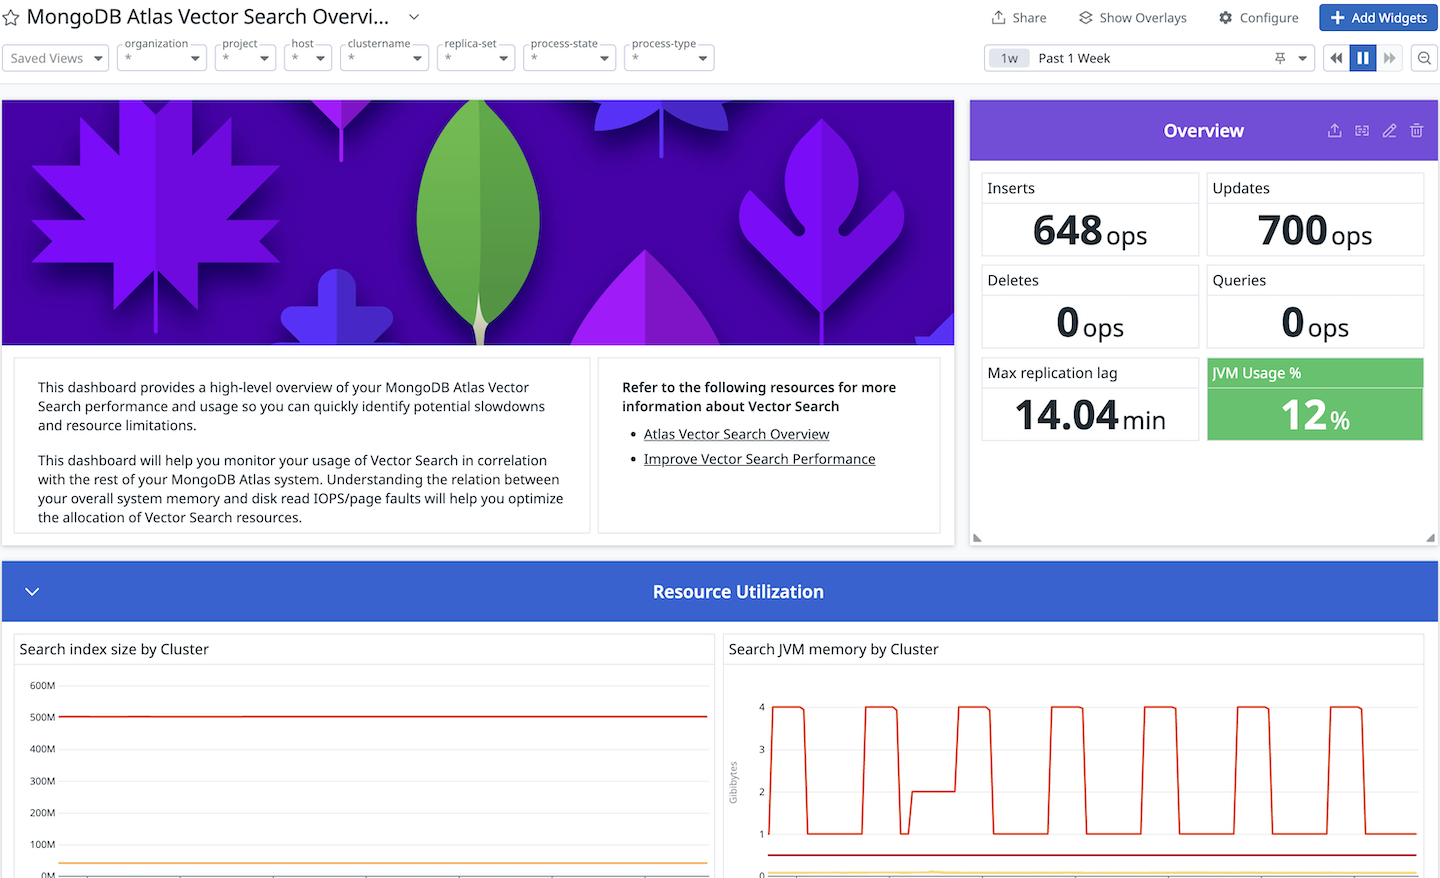 MongoDB Atlas Vector Search Overvi...
Share
Show Overlays
Configure
Add Widgets
Saved Views
organization
*
project
*
host
*
clustername
*
replica-set
*
process-state
*
process-type
*
1w Past 1 Week
Overview
Inserts
648 ops
Updates
700 ops
Deletes
0 ops
Queries
0 ops
Max replication lag
14.04 min
JVM Usage %
12 %
This dashboard provides a high-level overview of your MongoDB Atlas Vector
Search performance and usage so you can quickly identify potential slowdowns
and resource limitations.
This dashboard will help you monitor your usage of Vector Search in correlation
with the rest of your MongoDB Atlas system. Understanding the relation between
your overall system memory and disk read IOPS/page faults will help you optimize
the allocation of Vector Search resources.
Refer to the following resources for more
information about Vector Search
• Atlas Vector Search Overview
• Improve Vector Search Performance
Resource Utilization
Search index size by Cluster
600M
500M
400M
300M
200M
100M
0M
Search JVM memory by Cluster
Gibibytes
4
3
2
1
0